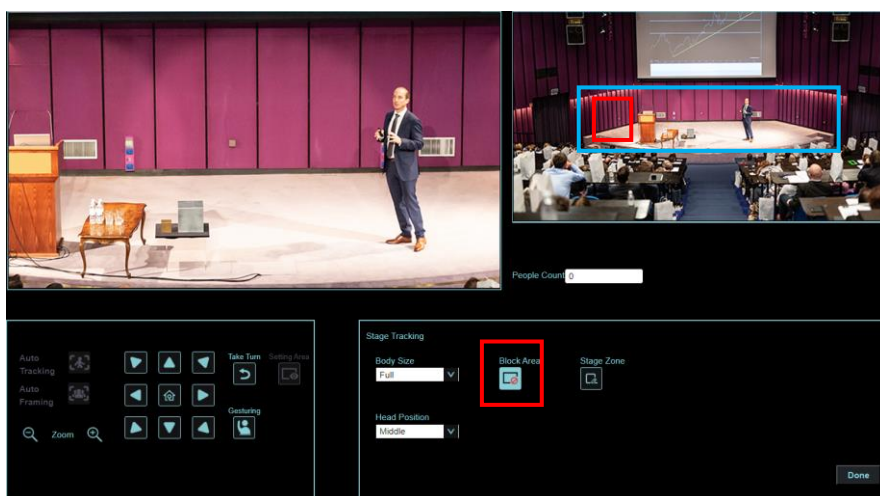 People Count 0
Auto Tracking
Take Turn
Setting Area
Auto Framing
Gesturing
Zoom
Stage Tracking
Body Size
Full
Block Area
Stage Zone
Head Position
Middle
Done